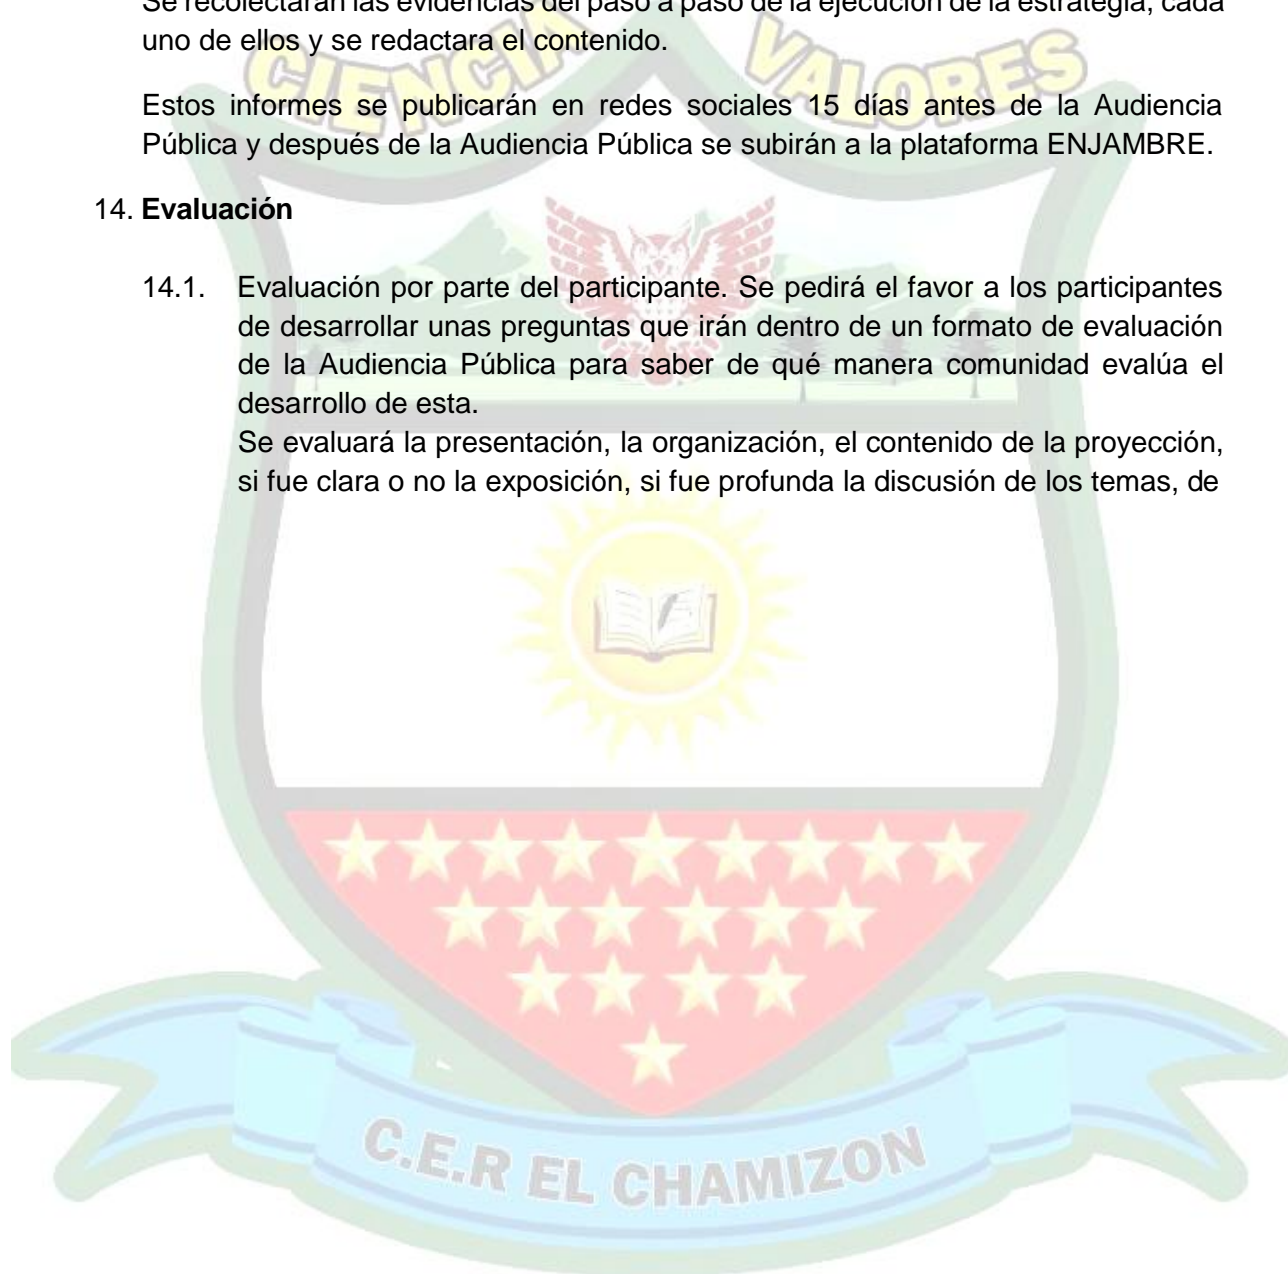 Se recolectarán las evidencias del paso a paso de la ejecución de la estrategia, cada
uno de ellos y se redactara el contenido.
CIENCIA VALORES
Estos informes se publicarán en redes sociales 15 días antes de la Audiencia
Pública y después de la Audiencia Pública se subirán a la plataforma ENJAMBRE.
14. Evaluación
14.1. Evaluación por parte del participante. Se pedirá el favor a los participantes
de desarrollar unas preguntas que irán dentro de un formato de evaluación
de la Audiencia Pública para saber de qué manera comunidad evalúa el
desarrollo de esta.
Se evaluará la presentación, la organización, el contenido de la proyección,
si fue clara o no la exposición, si fue profunda la discusión de los temas, de
C.E.R EL CHAMIZON